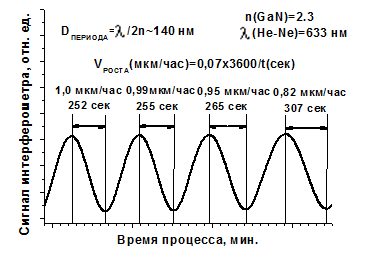 n(GaN)=2.3
Dпериода=λ/2n~140 нм
λ(He-Ne)=633 нм
Vроста(мкм/час)=0,07x3600/t(сек)
1,0 мкм/час 0,99мкм/час 0,95 мкм/час 0,82 мкм/час
252 сек 255 сек 265 сек 307 сек
Сигнал интерферометра, отн. ед.
Время процесса, мин.